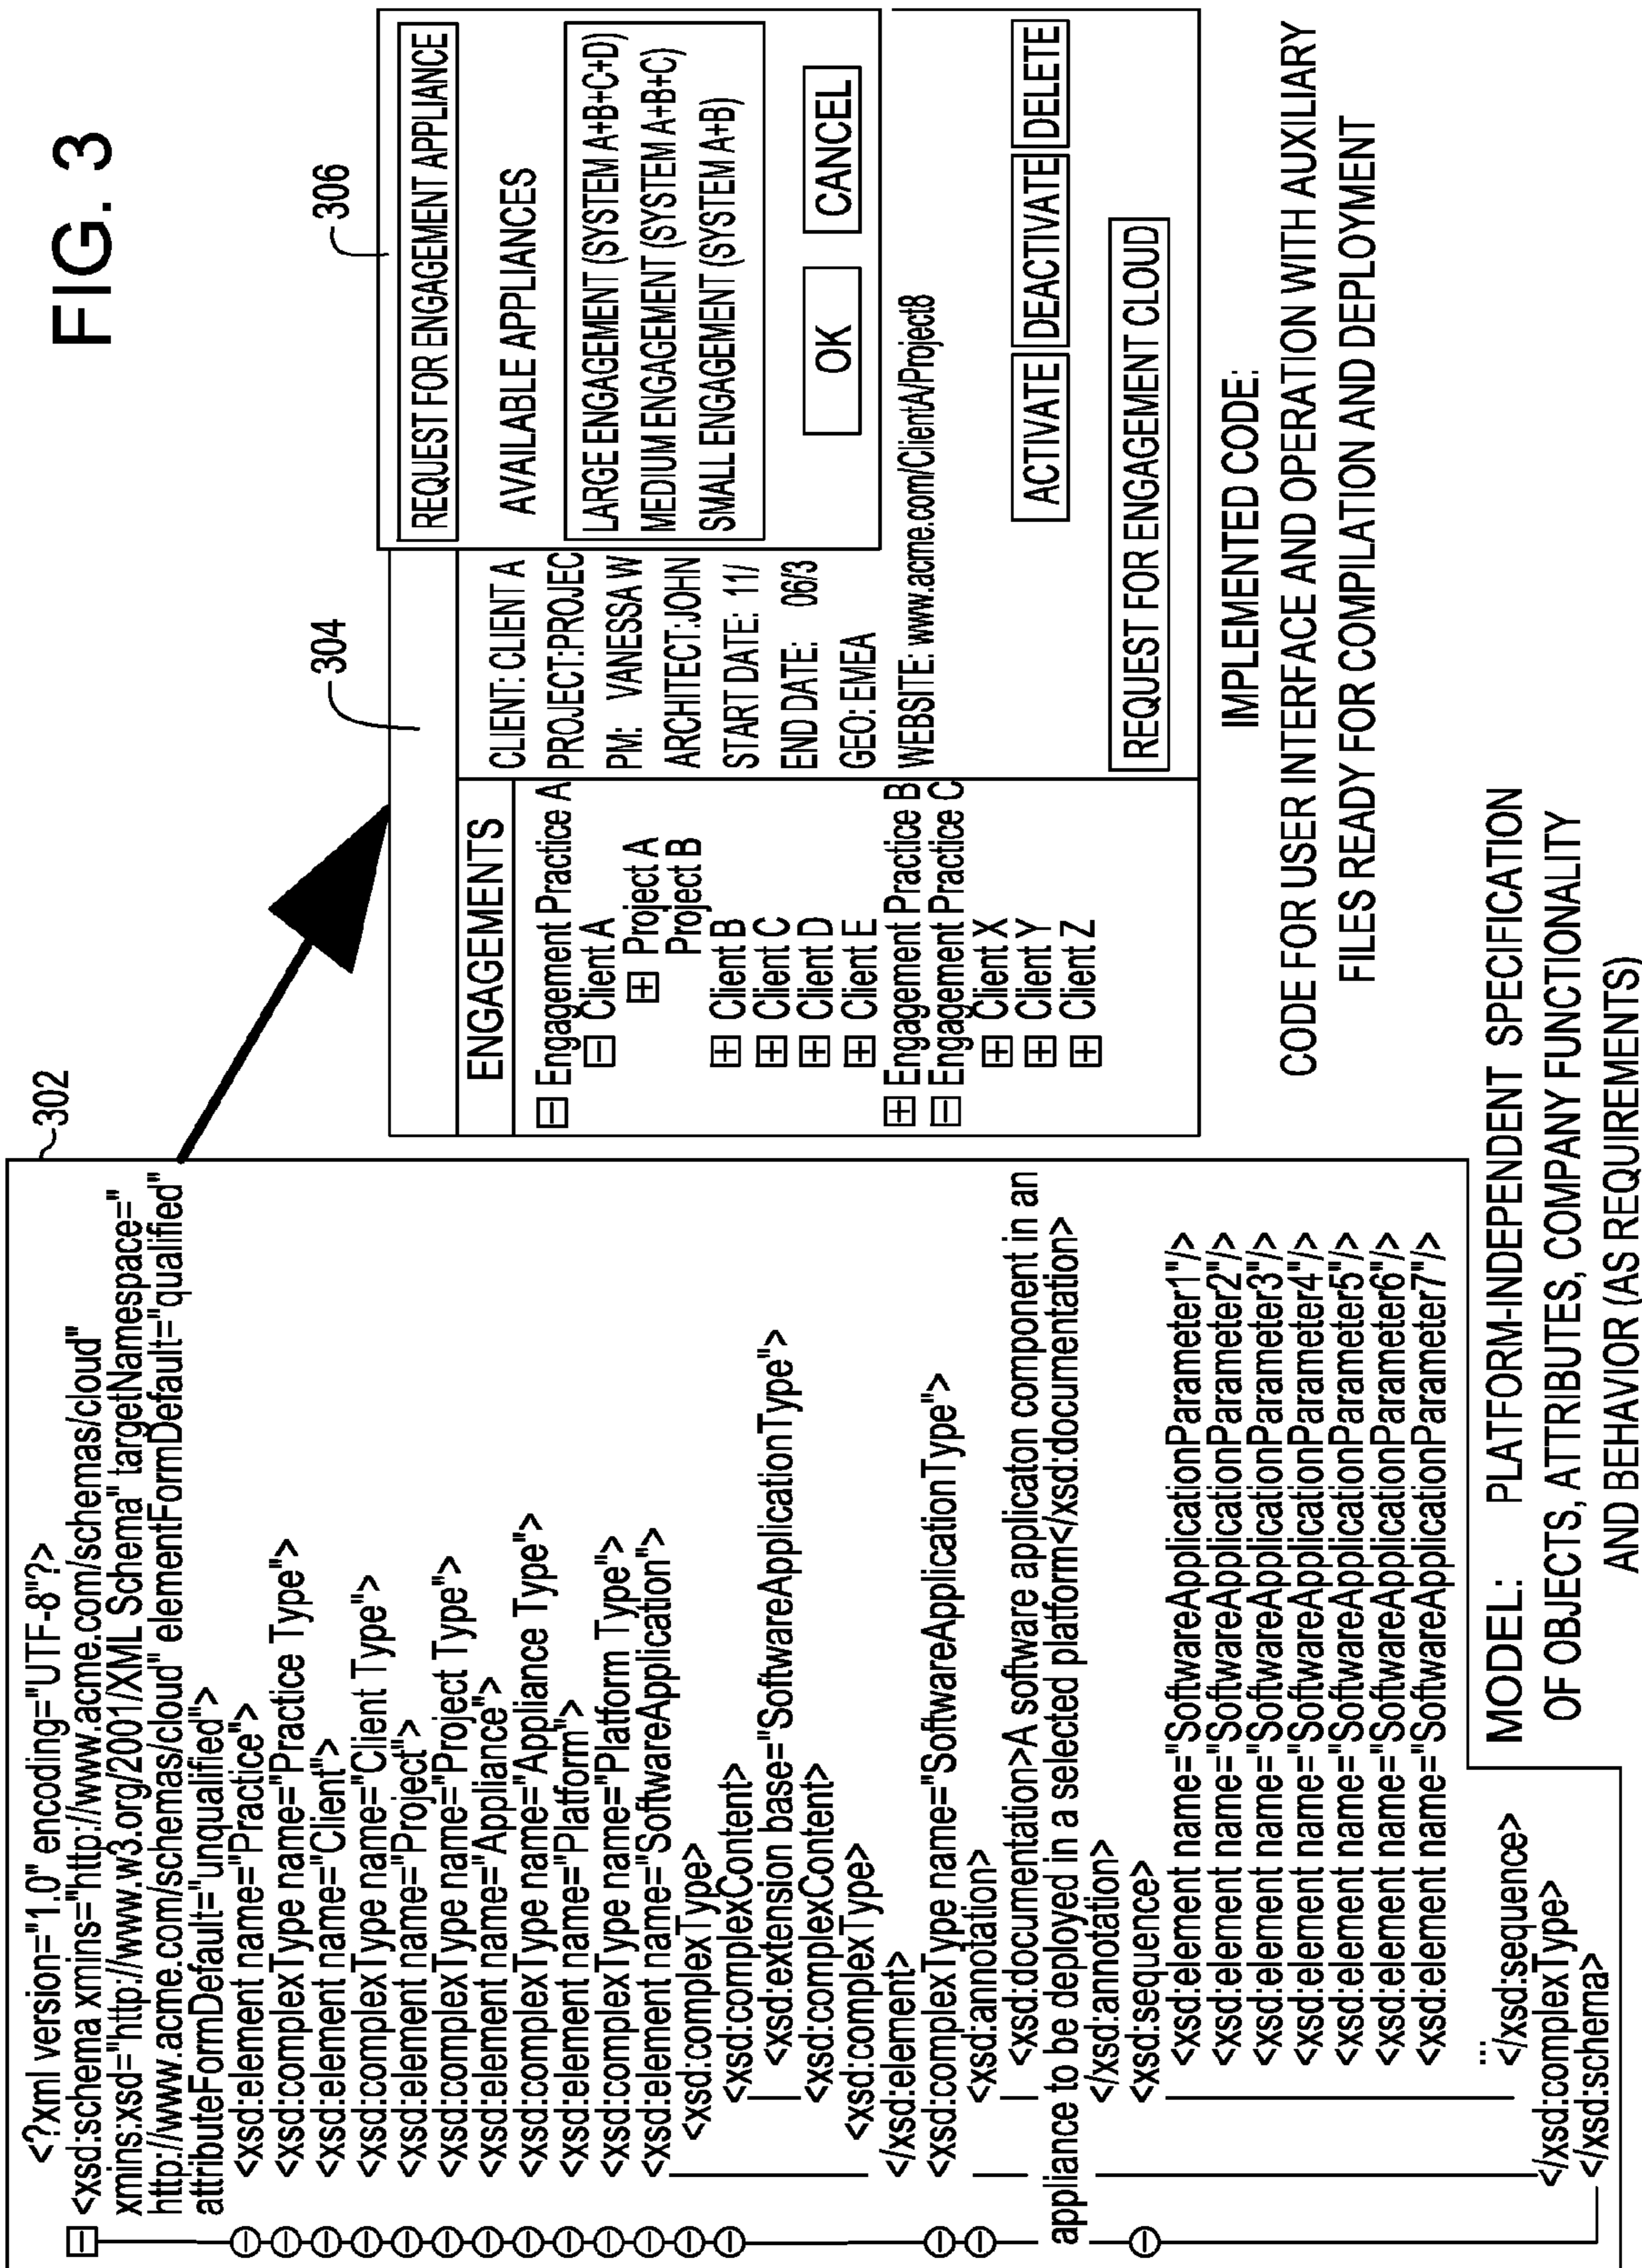 FIG. 3
302
<?xml version="1.0" encoding="UTF-8"?>
<xsd:schema xmins="http://www.acme.com/schemas/cloud"
xmins:xsd="http://www.w3.org/2001/XML Schema" targetNamespace="
http://www.acme.com/schemas/cloud" elementFormDefault="qualified"
attributeFormDefault="unqualified">
<xsd:element name="Practice">
<xsd:complexType name="Practice Type">
<xsd:element name="Client">
<xsd:complexType name="Client Type">
<xsd:element name="Project">
<xsd:complexType name="Project Type">
<xsd:element name="Appliance">
<xsd:complexType name="Appliance Type">
<xsd:element name="Platform">
<xsd:complexType name="Platform Type">
<xsd:element name="SoftwareApplication">
<xsd:complexType>
<xsd:complexContent>
<xsd:extension base="SoftwareApplicationType">
<xsd:complexContent>
<xsd:complexType>
</xsd:element>
<xsd:complexType name="SoftwareApplicationType">
<xsd:annotation>
<xsd:documentation>A software applicaton component in an
appliance to be deployed in a selected platform</xsd:documentation>
</xsd:annotation>
<xsd:sequence>
<xsd:element name="SoftwareApplicationParameter1"/>
<xsd:element name="SoftwareApplicationParameter2"/>
<xsd:element name="SoftwareApplicationParameter3"/>
<xsd:element name="SoftwareApplicationParameter4"/>
<xsd:element name="SoftwareApplicationParameter5"/>
<xsd:element name="SoftwareApplicationParameter6"/>
<xsd:element name="SoftwareApplicationParameter7"/>
...
</xsd:sequence>
</xsd:complexType>
</xsd:schema>
MODEL: PLATFORM-INDEPENDENT SPECIFICATION
OF OBJECTS, ATTRIBUTES, COMPANY FUNCTIONALITY
AND BEHAVIOR (AS REQUIREMENTS)
304
ENGAGEMENTS
Engagement Practice A
Client A
Project A
Project B
Client B
Client C
Client D
Client E
Engagement Practice B
Engagement Practice C
Client X
Client Y
Client Z
CLIENT: CLIENT A
PROJECT:PROJEC
PM: VANESSA W
ARCHITECT:JOHN
START DATE: 11/
END DATE: 06/3
GEO: EMEA
WEBSITE: www.acme.com/ClientA/Project8
ACTIVATE DEACTIVATE DELETE
REQUEST FOR ENGAGEMENT CLOUD
306
REQUEST FOR ENGAGEMENT APPLIANCE
AVAILABLE APPLIANCES
LARGE ENGAGEMENT (SYSTEM A+B+C+D)
MEDIUM ENGAGEMENT (SYSTEM A+B+C)
SMALL ENGAGEMENT (SYSTEM A+B)
OK CANCEL
IMPLEMENTED CODE:
CODE FOR USER INTERFACE AND OPERATION WITH AUXILIARY
FILES READY FOR COMPILATION AND DEPLOYMENT